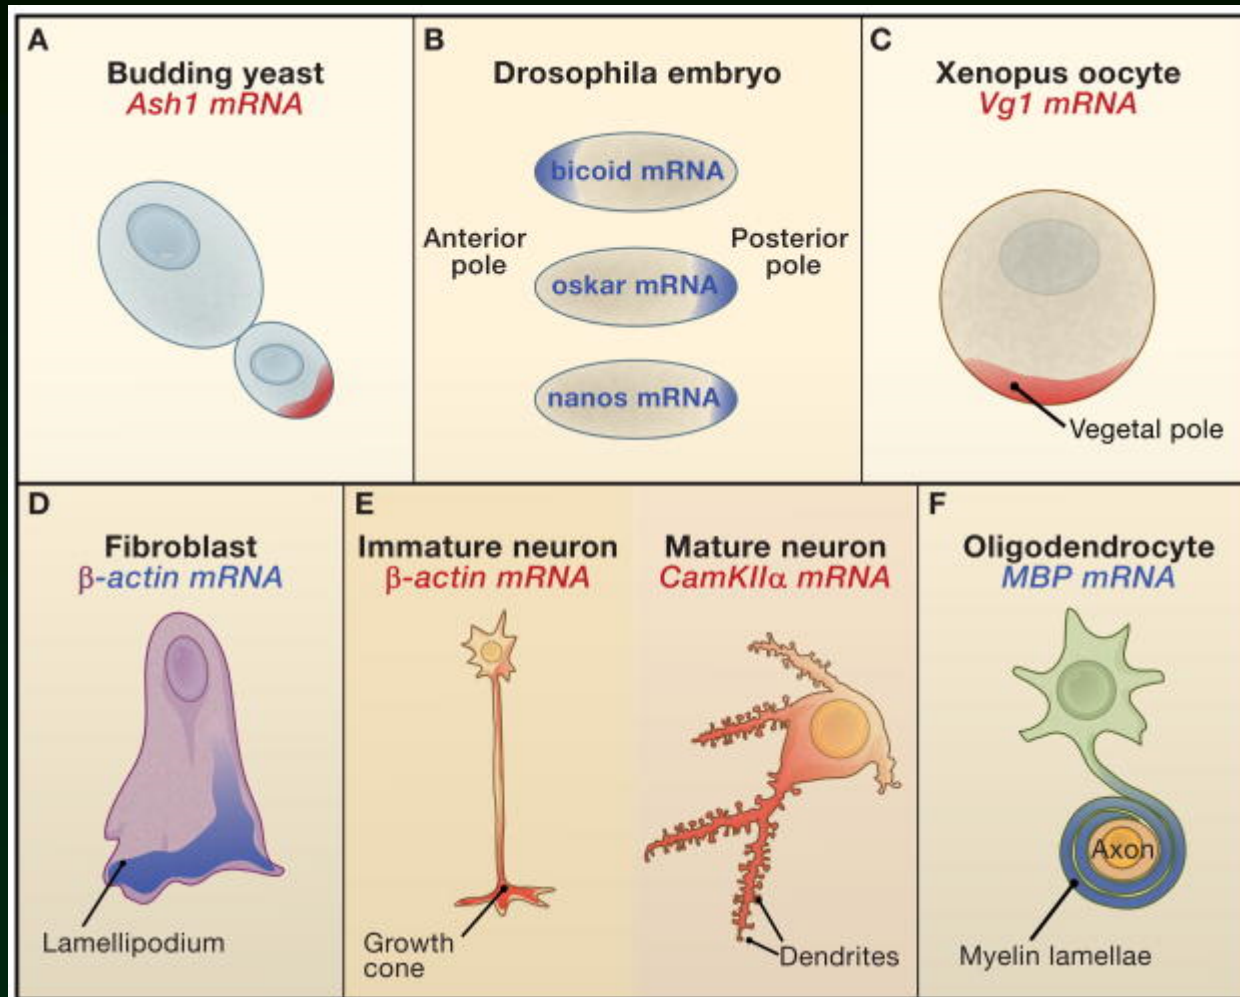 A
Budding yeast
Ash1 mRNA
B
Drosophila embryo
bicoid mRNA
Anterior
pole
Posterior
pole
oskar mRNA
nanos mRNA
C
Xenopus oocyte
Vg1 mRNA
Vegetal pole
D
Fibroblast
β-actin mRNA
Lamellipodium
E
Immature neuron
β-actin mRNA
Growth
cone
Mature neuron
CamKIIα mRNA
Dendrites
F
Oligodendrocyte
MBP mRNA
Axon
Myelin lamellae